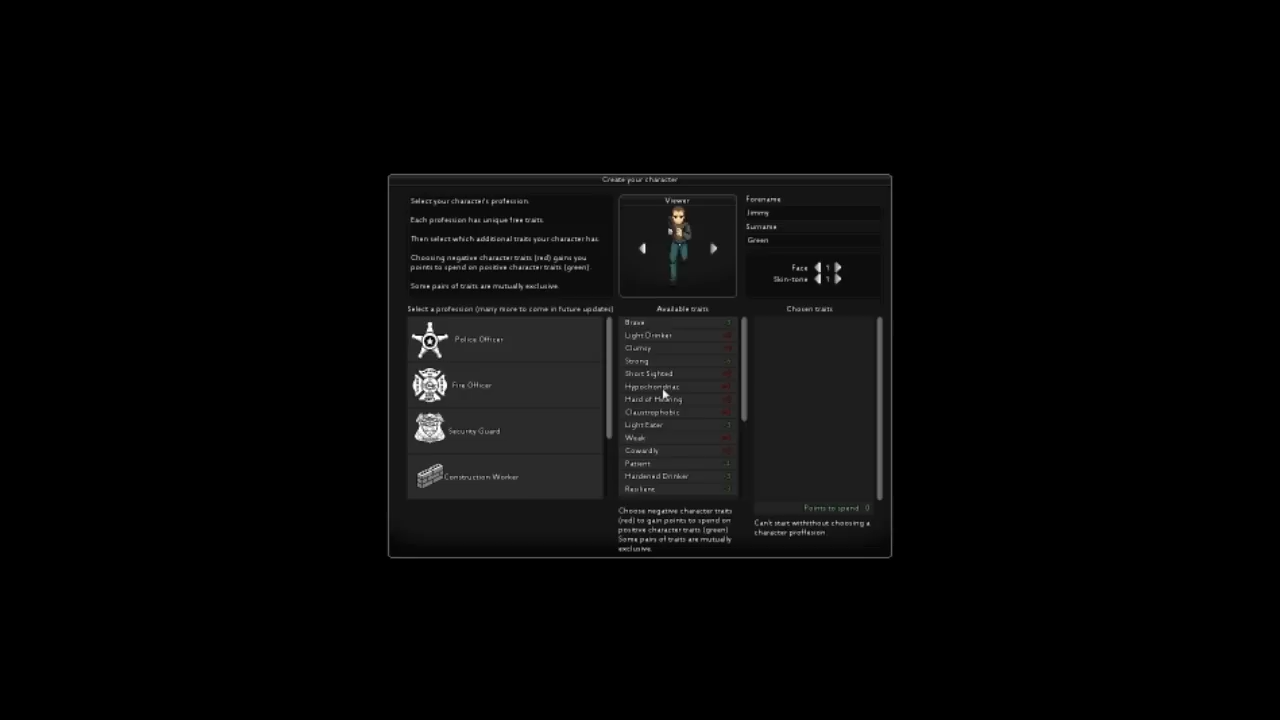 Create your character
Select your character's profession.
Each profession has unique free traits.
Then select which additional traits your character has.
Choosing negative character traits (red) gains you
points to spend on positive character traits (green).
Some pairs of traits are mutually exclusive.
Viewer
Forename
Jimmy
Surname
Green
Face 1
Skin-tone 1
Select a profession (many more to come in future updates)
Police Officer
Fire Officer
Security Guard
Construction Worker
Available traits
Brave
Light Drinker
Clumsy
Strong
Short Sighted
Hypochondriac
Hard of Hearing
Claustrophobic
Light Eater
Weak
Cowardly
Patient
Hardened Drinker
Resilient
Choose negative character traits
(red) to gain points to spend on
positive character traits (green)
Some pairs of traits are mutually
exclusive.
Chosen traits
Points to spend 0
Can't start withithout choosing a
character proffession